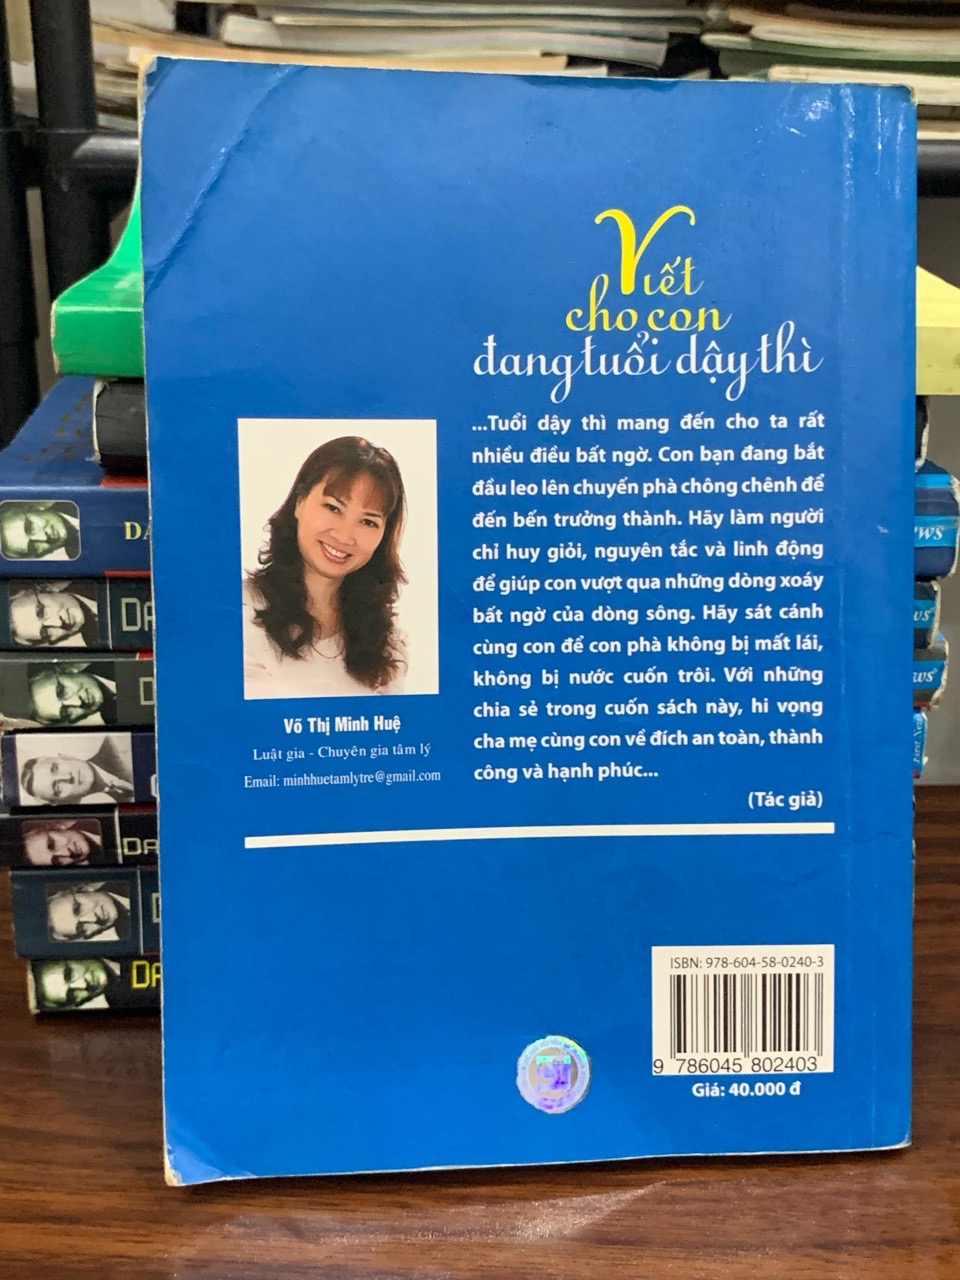 Viết
cho con
đang tuổi dậy thì
...Tuổi dậy thì mang đến cho ta rất
nhiều điều bất ngờ. Con bạn đang bắt
đầu leo lên chuyến phà chông chênh để
đến bến trưởng thành. Hãy làm người
chỉ huy giỏi, nguyên tắc và linh động
để giúp con vượt qua những dòng xoáy
bất ngờ của dòng sông. Hãy sát cánh
cùng con để con phà không bị mất lái,
không bị nước cuốn trôi. Với những
chia sẻ trong cuốn sách này, hi vọng
cha mẹ cùng con về đích an toàn, thành
công và hạnh phúc...
(Tác giả)
Võ Thị Minh Huệ
Luật gia - Chuyên gia tâm lý
Email: minhhuetamlytre@gmail.com
ISBN: 978-604-58-0240-3
9 786045 802403
Giá: 40.000 đ
DA
DA
D
DA
DA
First News